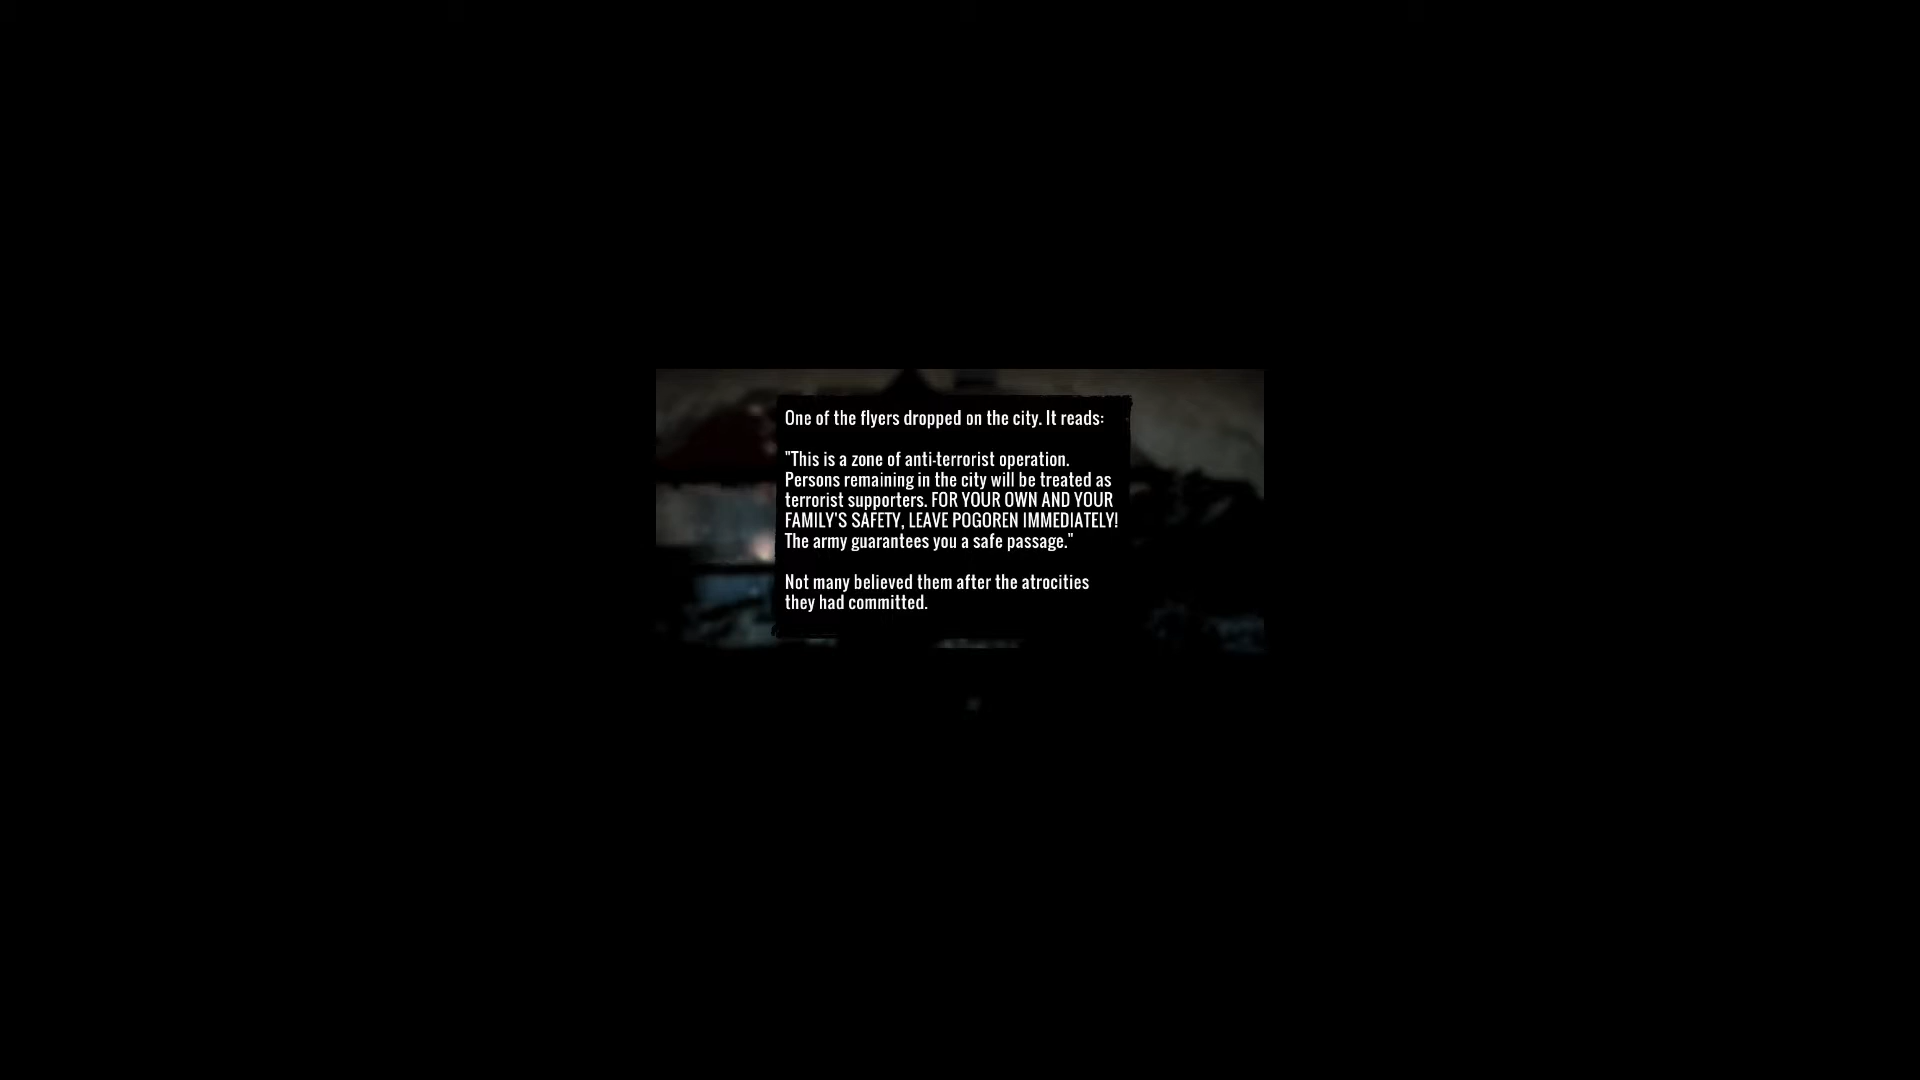 One of the flyers dropped on the city. It reads:
"This is a zone of anti-terrorist operation.
Persons remaining in the city will be treated as
terrorist supporters. FOR YOUR OWN AND YOUR
FAMILY'S SAFETY, LEAVE POGOREN IMMEDIATELY!
The army guarantees you a safe passage."
Not many believed them after the atrocities
they had committed.